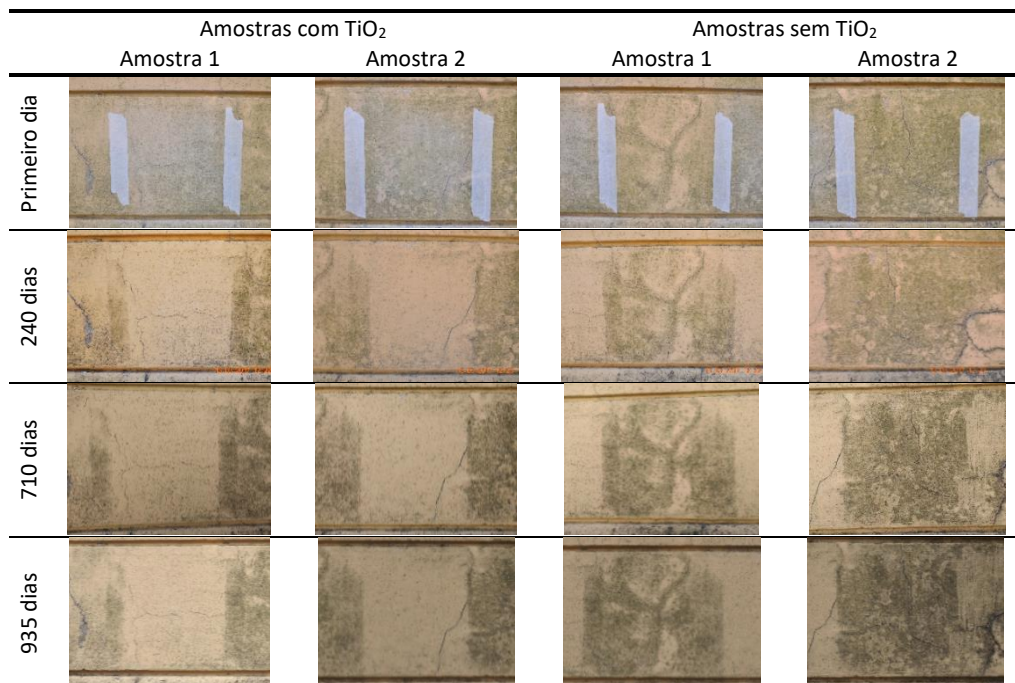 Amostras com TiO₂ Amostras sem TiO₂
Amostra 1 Amostra 2 Amostra 1 Amostra 2
Primeiro dia
240 dias
710 dias
935 dias